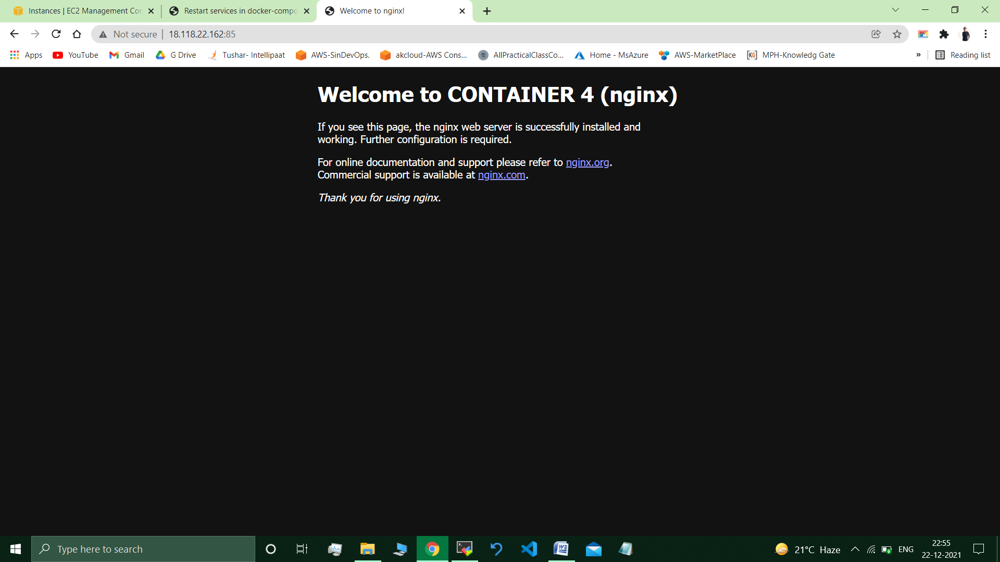 Instances | EC2 Management Con
Restart services in docker-compo
Welcome to nginx!
Not secure
18.118.22.162:85
Apps
YouTube
Gmail
G Drive
Tushar- Intellipaat
AWS-SinDevOps.
akcloud-AWS Cons...
AllPracticalClassCo...
Home - MsAzure
AWS-MarketPlace
KG
MPH-Knowledg Gate
»
Reading list
Welcome to CONTAINER 4 (nginx)
If you see this page, the nginx web server is successfully installed and
working. Further configuration is required.
For online documentation and support please refer to nginx.org.
Commercial support is available at nginx.com.
Thank you for using nginx.
Type here to search
21°C Haze
ENG
22:55
22-12-2021